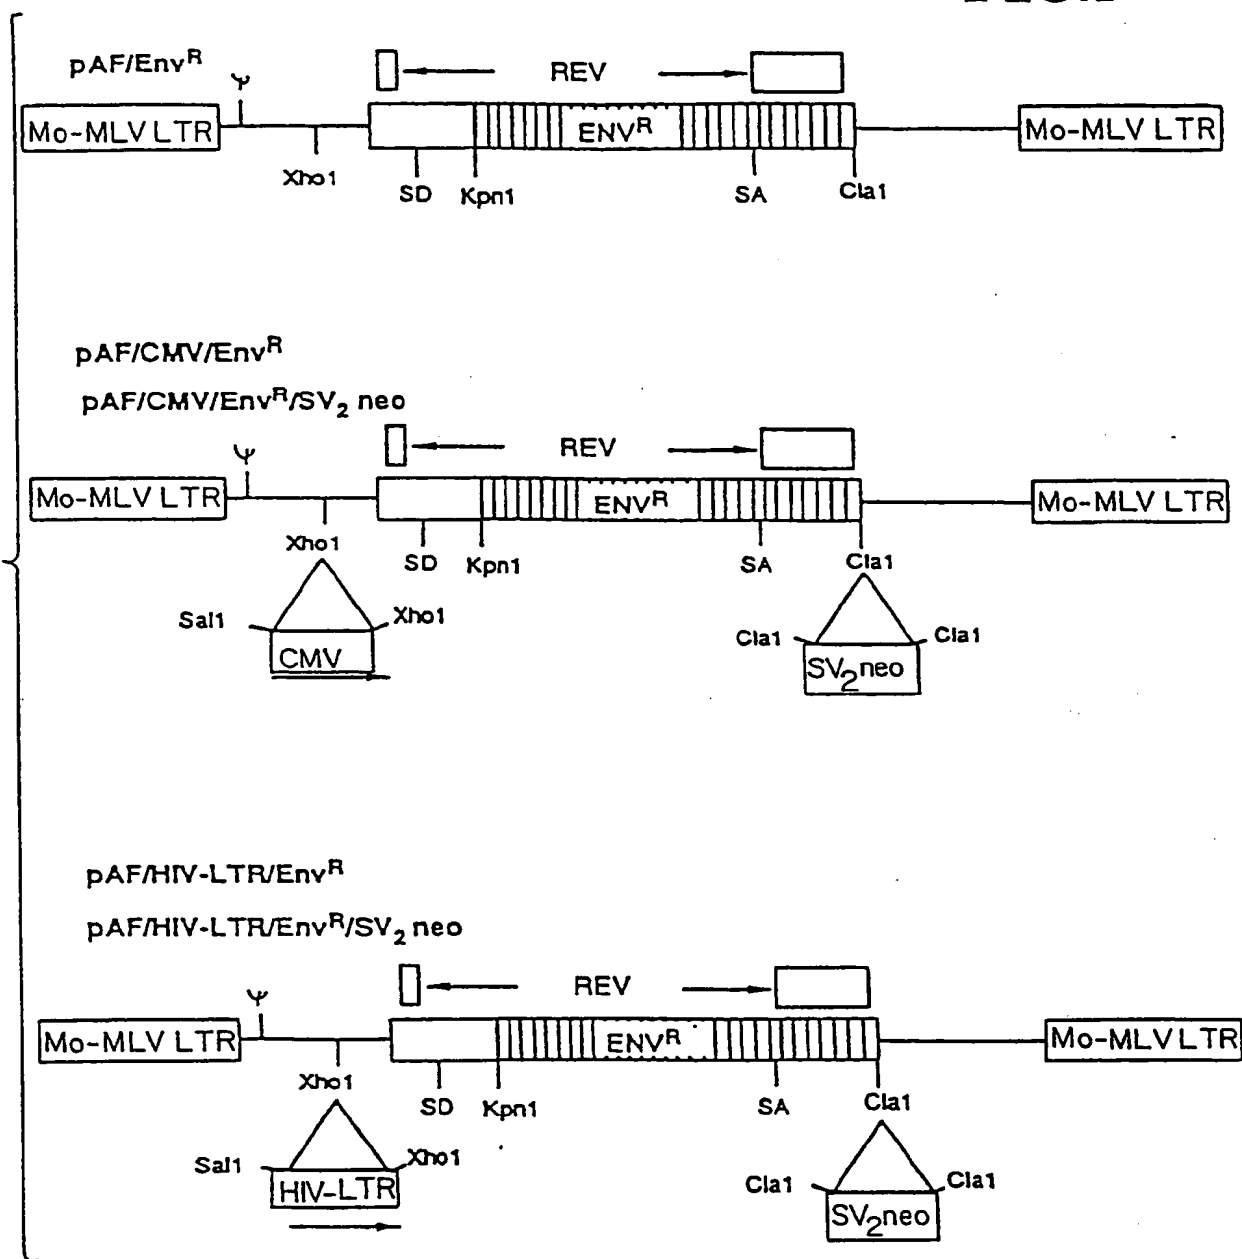 pAF/Env^R
REV
ψ
Mo-MLV LTR
ENV^R
Mo-MLV LTR
Xho1
SD
Kpn1
SA
Cla1
pAF/CMV/Env^R
pAF/CMV/Env^R/SV₂ neo
REV
ψ
Mo-MLV LTR
ENV^R
Mo-MLV LTR
Xho1
SD
Kpn1
SA
Cla1
Sal1
Xho1
CMV
Cla1
Cla1
SV₂neo
pAF/HIV-LTR/Env^R
pAF/HIV-LTR/Env^R/SV₂ neo
REV
ψ
Mo-MLV LTR
ENV^R
Mo-MLV LTR
Xho1
SD
Kpn1
SA
Cla1
Sal1
Xho1
HIV-LTR
Cla1
Cla1
SV₂neo